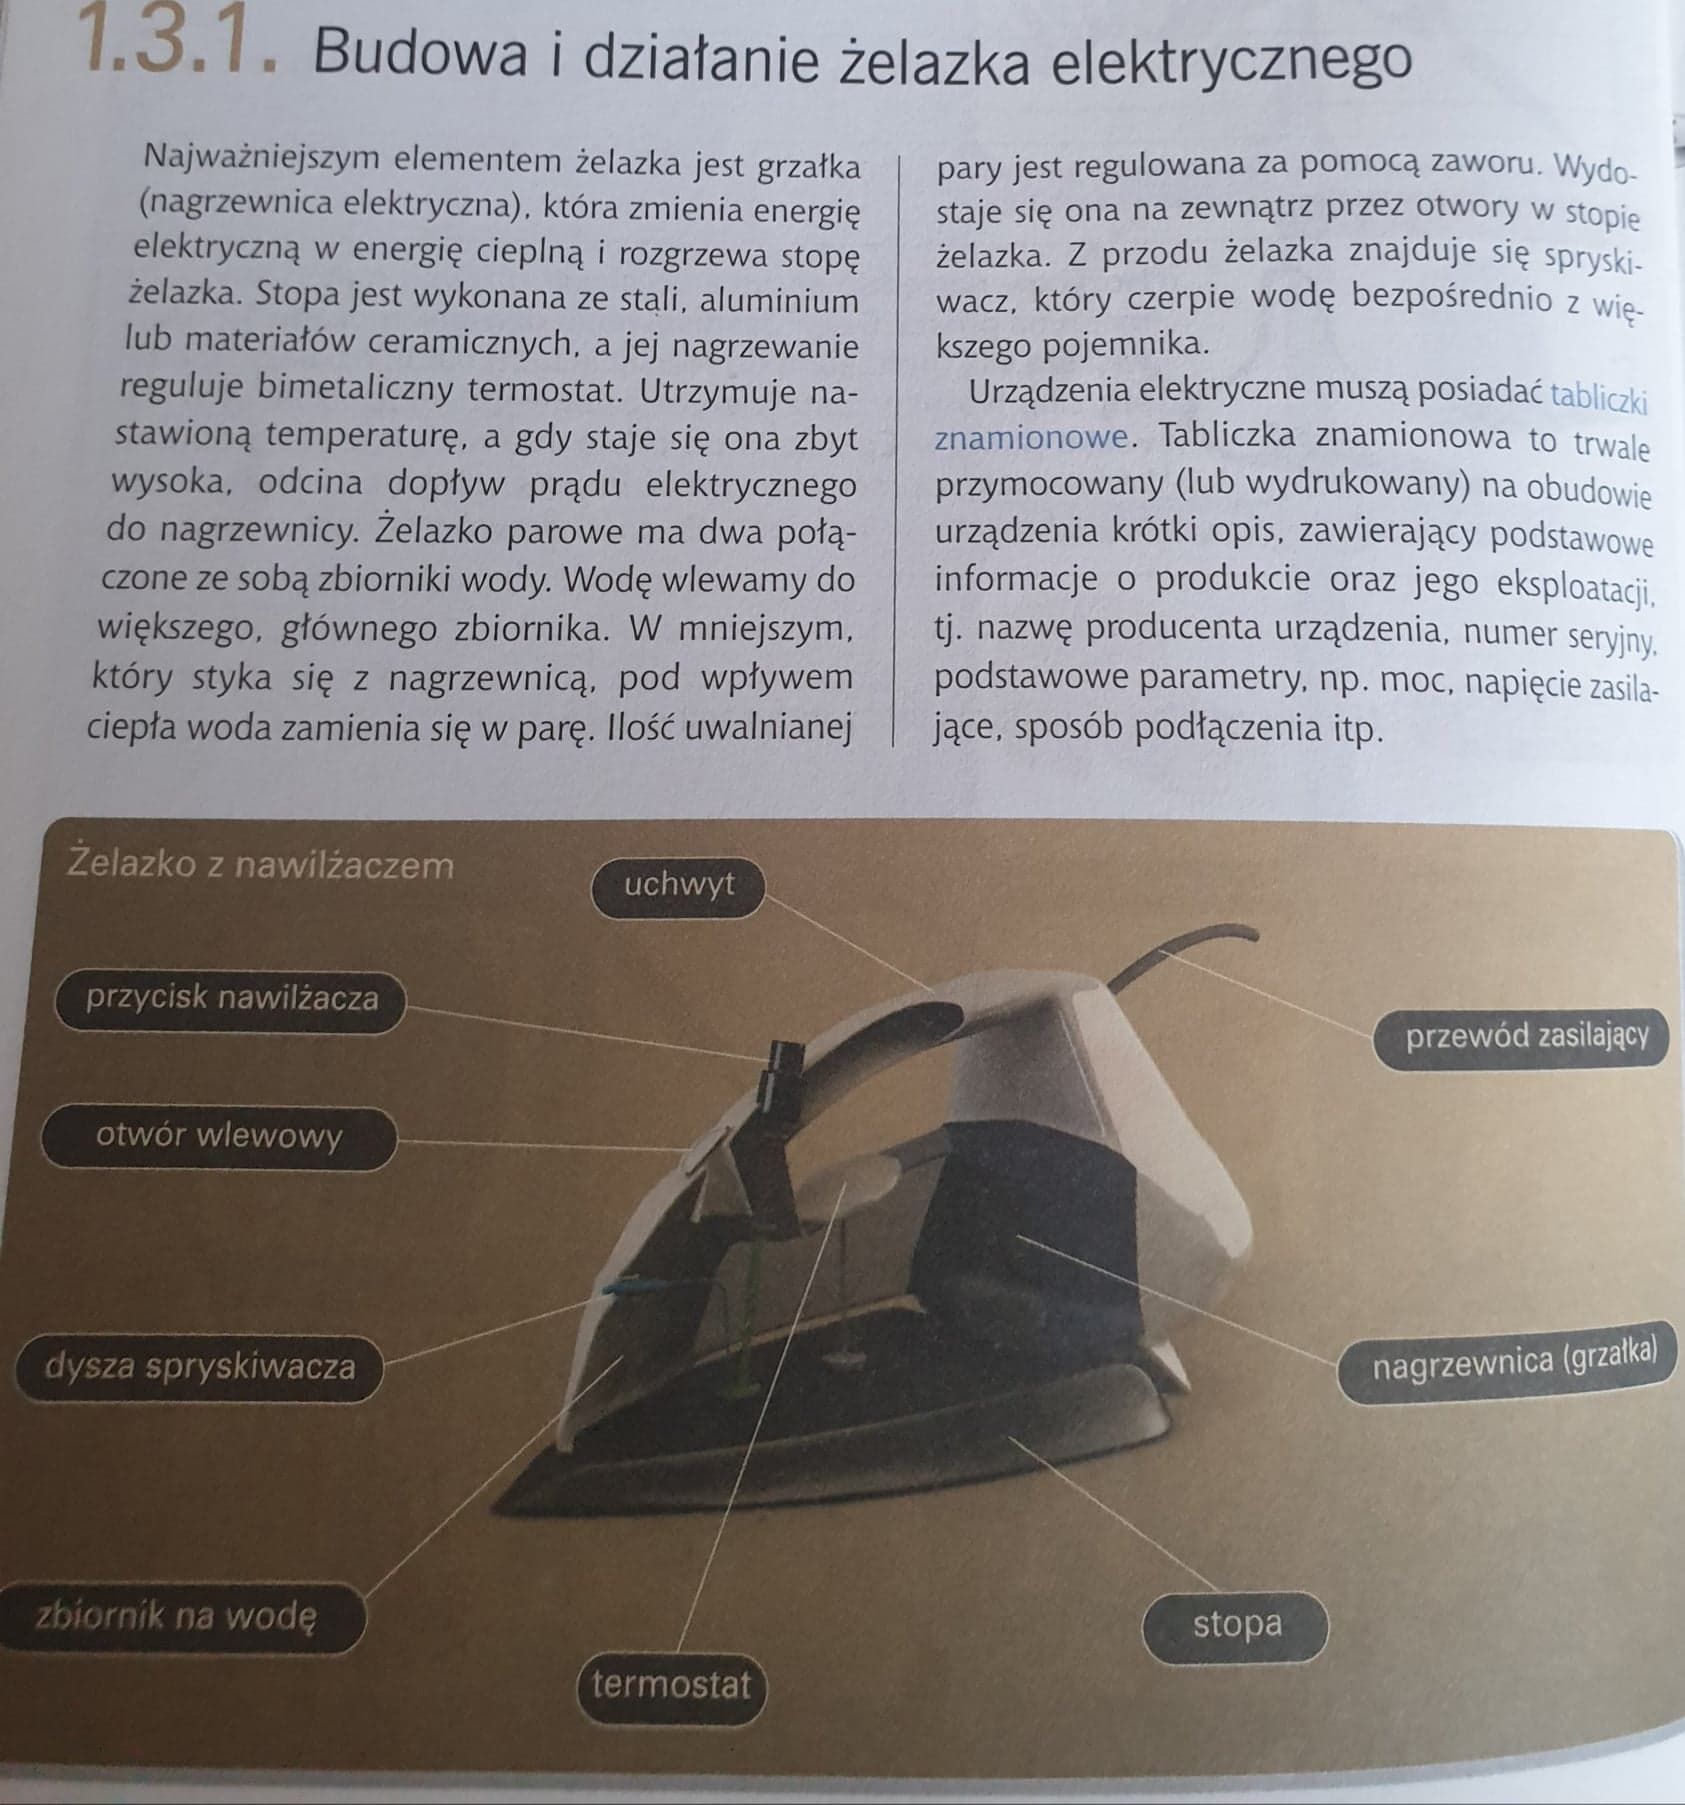 1.3.1. Budowa i działanie żelazka elektrycznego
Najważniejszym elementem żelazka jest grzałka
(nagrzewnica elektryczna), która zmienia energię
elektryczną w energię cieplną i rozgrzewa stopę
żelazka. Stopa jest wykonana ze stali, aluminium
lub materiałów ceramicznych, a jej nagrzewanie
reguluje bimetaliczny termostat. Utrzymuje na-
stawioną temperaturę, a gdy staje się ona zbyt
wysoka, odcina dopływ prądu elektrycznego
do nagrzewnicy. Żelazko parowe ma dwa połą-
czone ze sobą zbiorniki wody. Wodę wlewamy do
większego, głównego zbiornika. W mniejszym,
który styka się z nagrzewnicą, pod wpływem
ciepła woda zamienia się w parę. Ilość uwalnianej
pary jest regulowana za pomocą zaworu. Wydo-
staje się ona na zewnątrz przez otwory w stopie
żelazka. Z przodu żelazka znajduje się spryski-
wacz, który czerpie wodę bezpośrednio z wię-
kszego pojemnika.
Urządzenia elektryczne muszą posiadać tabliczki
znamionowe. Tabliczka znamionowa to trwale
przymocowany (lub wydrukowany) na obudowie
urządzenia krótki opis, zawierający podstawowe
informacje o produkcie oraz jego eksploatacji,
tj. nazwę producenta urządzenia, numer seryjny,
podstawowe parametry, np. moc, napięcie zasila-
jące, sposób podłączenia itp.
Żelazko z nawilżaczem
uchwyt
przycisk nawilżacza
przewód zasilający
otwór wlewowy
dysza spryskiwacza
nagrzewnica (grzałka)
zbiornik na wodę
stopa
termostat